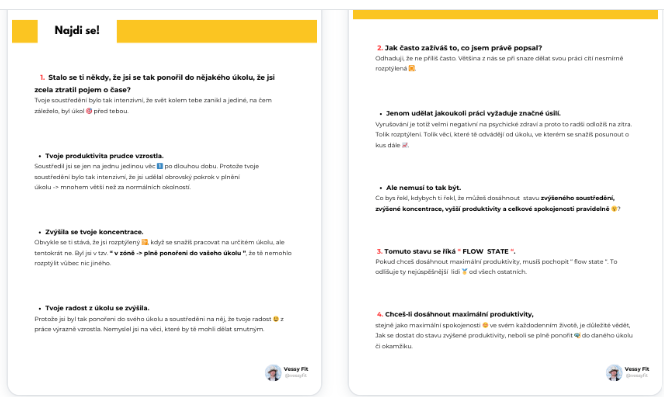 Najdi se!
1. Stalo se ti někdy, že jsi se tak ponořil do nějakého úkolu, že jsi
zcela ztratil pojem o čase?
Tvoje soustředění bylo tak intenzivní, že svět kolem tebe zanikl a jediné, na čem
záleželo, byl úkol 🎯 před tebou.
• Tvoje produktivita prudce vzrostla.
Soustředil jsi se jen na jednu jedinou věc 1️⃣ po dlouhou dobu. Protože tvoje
soustředění bylo tak intenzivní, že jsi udělal obrovský pokrok v plnění
úkolu -> mnohem větší než za normálních okolností.
• Zvýšila se tvoje koncentrace.
Obvykle se ti stává, že jsi rozptýlený, když se snažíš pracovat na určitém úkolu, ale
tentokrát ne. Byl jsi v tzv. " v zóně -> plně ponoření do vašeho úkolu ", že tě nemohlo
rozptýlit vůbec nic jiného.
• Tvoje radost z úkolu se zvýšila.
Protože jsi byl tak ponoření do svého úkolu a soustředění na něj, že tvoje radost 🤩 z
práce výrazně vzrostla. Nemyslel jsi na věci, které by tě mohli dělat smutným.
Vessy Fit
@vessyfit
2. Jak často zažíváš to, co jsem právě popsal?
Odhaduji, že ne příliš často. Většina z nás se při snaze dělat svou práci cítí nesmírně
rozptýlená.
• Jenom udělat jakoukoli práci vyžaduje značné úsilí.
Vyrušování je totiž velmi negativní na psychické zdraví a proto to radši odložíš na zítra.
Tolik rozptýlení. Tolik věcí, které tě odvádějí od úkolu, ve kterém se snažíš posunout o
kus dále.
• Ale nemusí to tak být.
Co bys řekl, kdybych ti řekl, že můžeš dosáhnout stavu zvýšeného soustředění,
zvýšené koncentrace, vyšší produktivity a celkové spokojenosti pravidelně?
3. Tomuto stavu se říká " FLOW STATE ".
Pokud chceš dosáhnout maximální produktivity, musíš pochopit " flow state ". To
odlišuje ty nejúspěšnější lidi 🏅 od všech ostatních.
4. Chceš-li dosáhnout maximální produktivity,
stejně jako maximální spokojenosti 😊 ve svém každodenním životě, je důležité vědět,
Jak se dostat do stavu zvýšené produktivity, neboli se plně ponořit do daného úkolu
či okamžiku.
Vessy Fit
@vessyfit